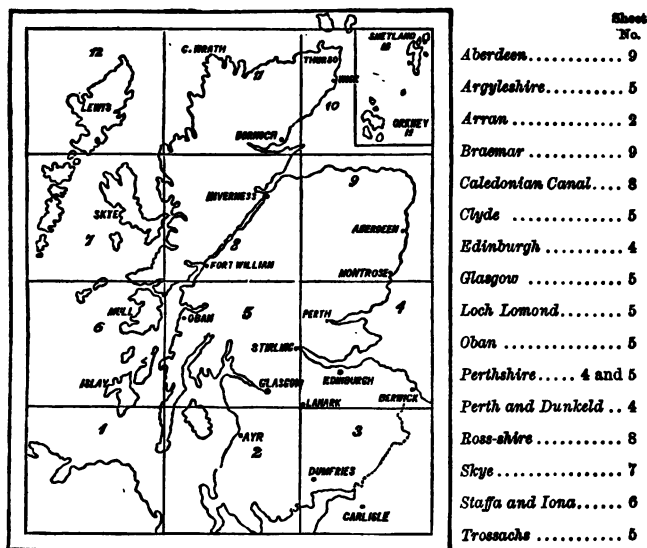 12
C. WRATH
11
THURSO
WICK
10
LEWIS
DORNOCH
SHETLAND
ORKNEY
INVERNESS
9
SKYE
7
8
ABERDEEN
FORT WILLIAM
MONTROSE
MULL
6
OBAN
5
PERTH
4
STIRLING
EDINBURGH
GLASGOW
BERWICK
ISLAY
LANARK
1
AYR
2
3
DUMFRIES
CARLISLE
Sheet
No.
Aberdeen ............ 9
Argyleshire ......... 5
Arran ............... 2
Braemar ............. 9
Caledonian Canal .... 8
Clyde ............... 5
Edinburgh ........... 4
Glasgow ............. 5
Loch Lomond ......... 5
Oban ................ 5
Perthshire ..... 4 and 5
Perth and Dunkeld .. 4
Ross-shire .......... 8
Skye ................ 7
Staffa and Iona ...... 6
Trossachs ........... 5